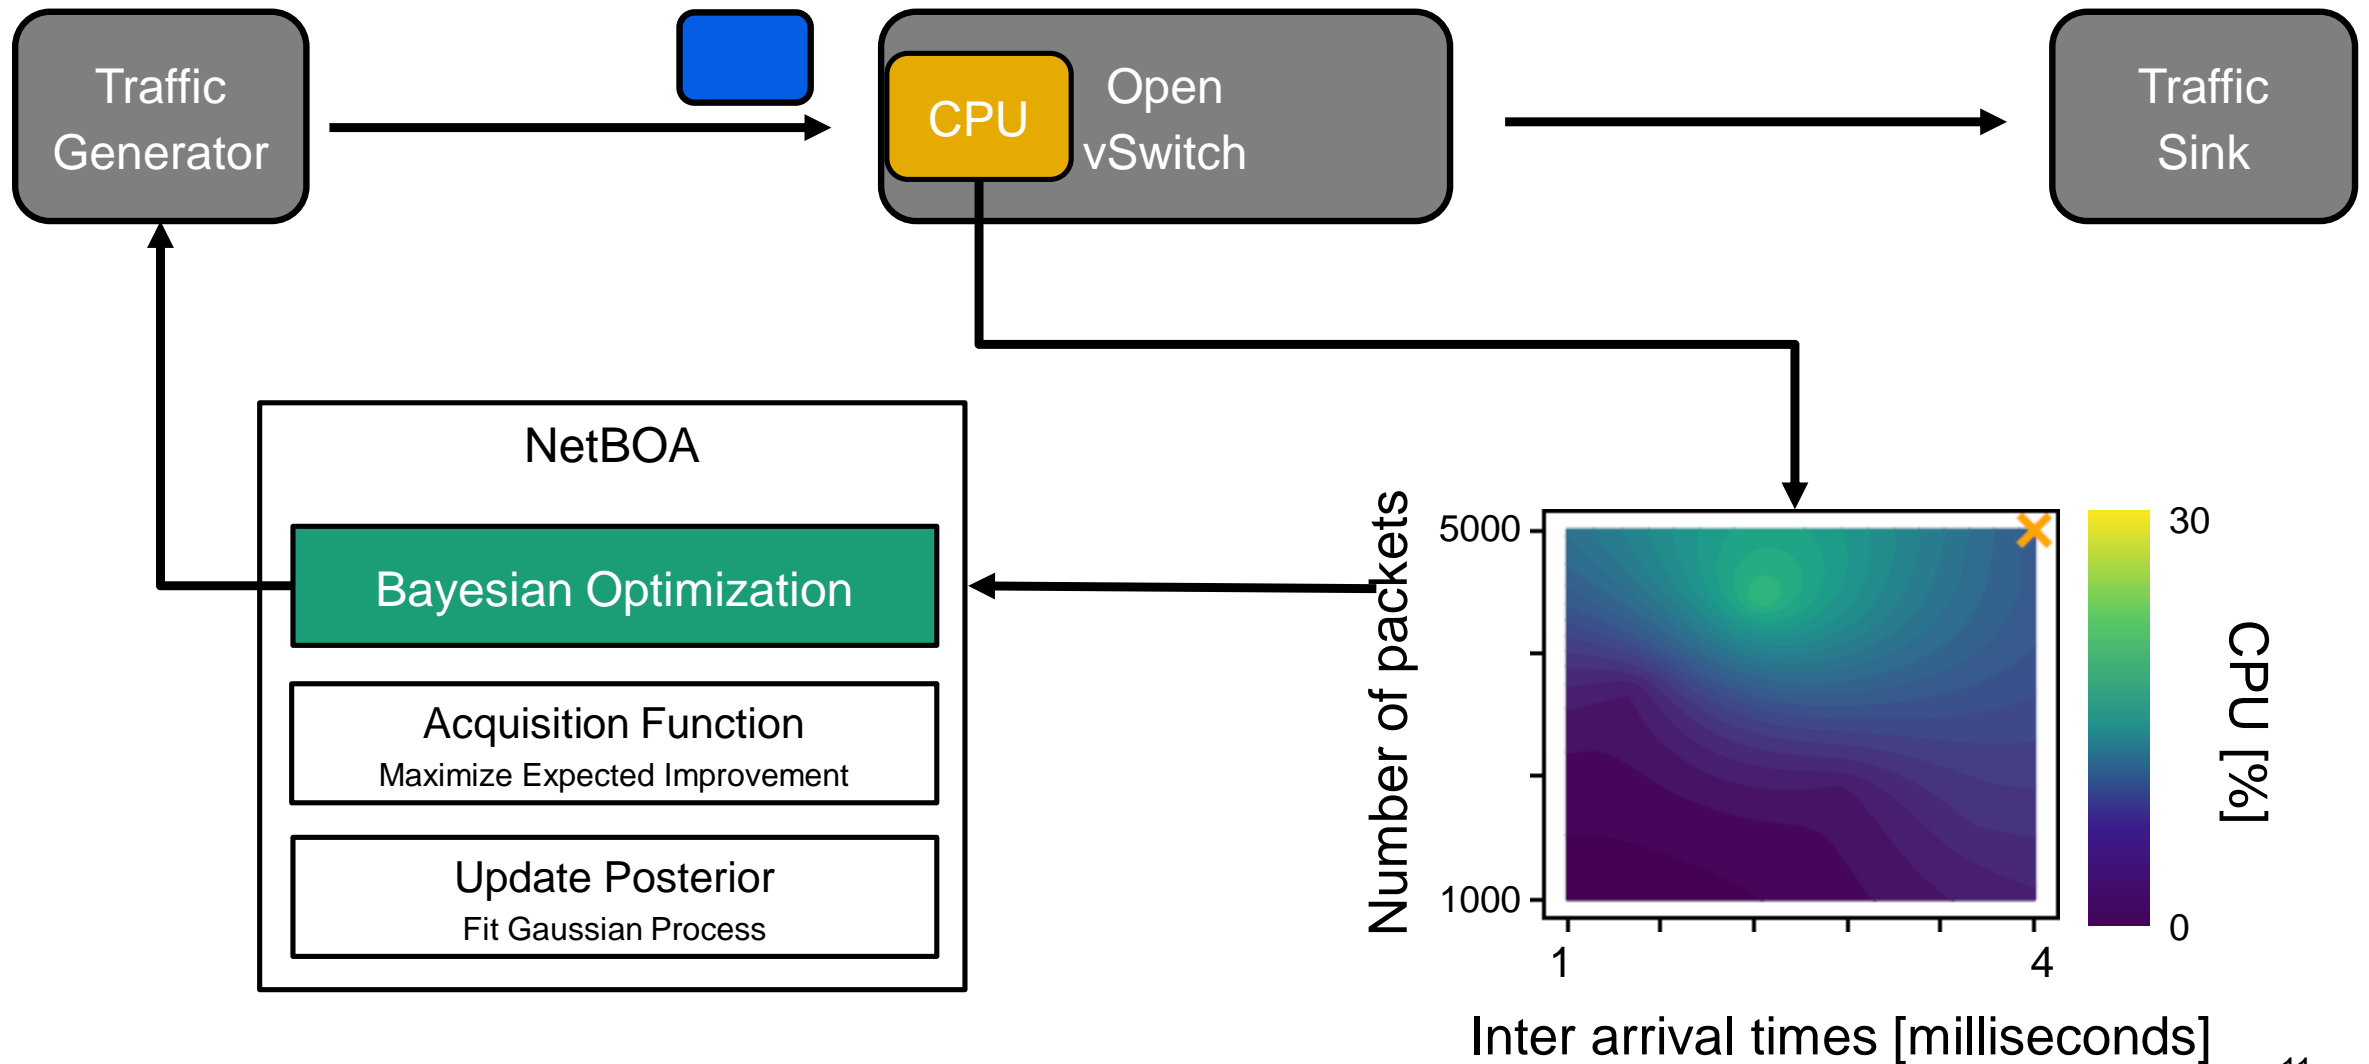 Traffic
Generator
CPU
Open
vSwitch
Traffic
Sink
NetBOA
Bayesian Optimization
Acquisition Function
Maximize Expected Improvement
Update Posterior
Fit Gaussian Process
Number of packets
5000
1000
1
4
Inter arrival times [milliseconds]
30
0
CPU [%]